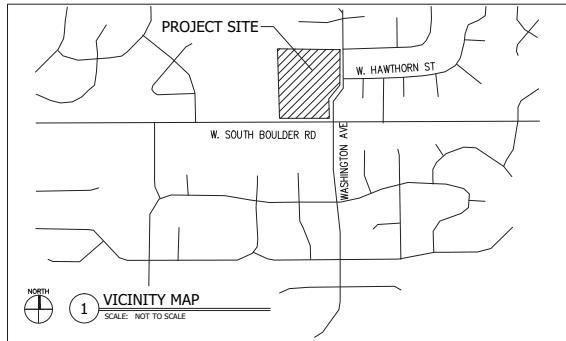 PROJECT SITE
W. HAWTHORN ST
W. SOUTH BOULDER RD
WASHINGTON AVE
NORTH
1
VICINITY MAP
SCALE: NOT TO SCALE